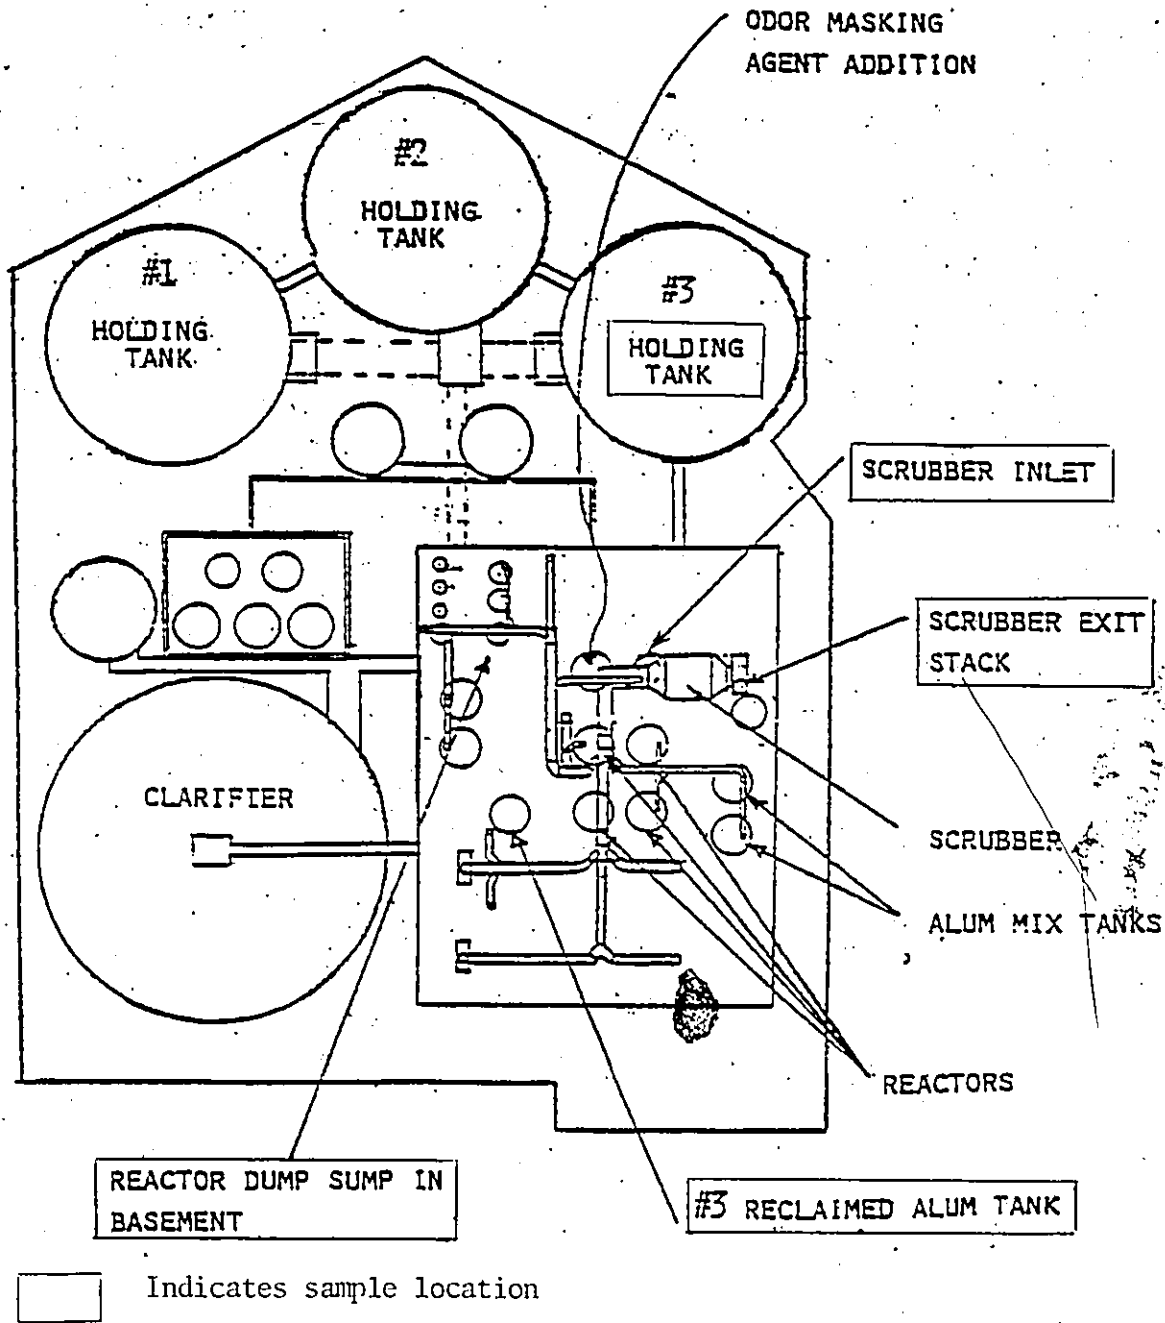 ODOR MASKING
AGENT ADDITION
#2
HOLDING
TANK
#1
HOLDING
TANK
#3
HOLDING
TANK
SCRUBBER INLET
SCRUBBER EXIT
STACK
CLARIFIER
SCRUBBER
ALUM MIX TANKS
REACTORS
REACTOR DUMP SUMP IN
BASEMENT
#3 RECLAIMED ALUM TANK
Indicates sample location